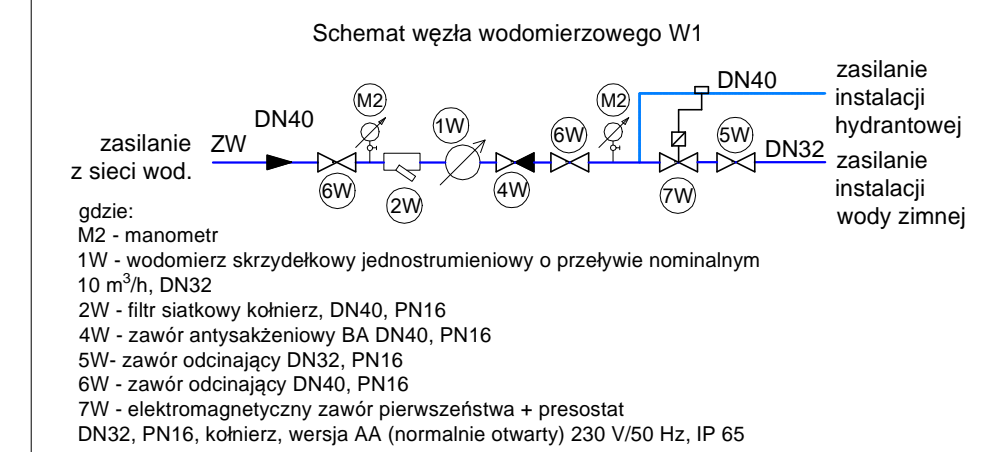 Schemat węzła wodomierzowego W1
zasilanie
z sieci wod.
ZW
DN40
M2
1W
6W
M2
DN40
5W
DN32
6W
2W
4W
7W
zasilanie
instalacji
hydrantowej
zasilanie
instalacji
wody zimnej
gdzie:
M2 - manometr
1W - wodomierz skrzydełkowy jednostrumieniowy o przeływie nominalnym
10 m³/h, DN32
2W - filtr siatkowy kołnierz, DN40, PN16
4W - zawór antysakżeniowy BA DN40, PN16
5W- zawór odcinający DN32, PN16
6W - zawór odcinający DN40, PN16
7W - elektromagnetyczny zawór pierwszeństwa + presostat
DN32, PN16, kołnierz, wersja AA (normalnie otwarty) 230 V/50 Hz, IP 65